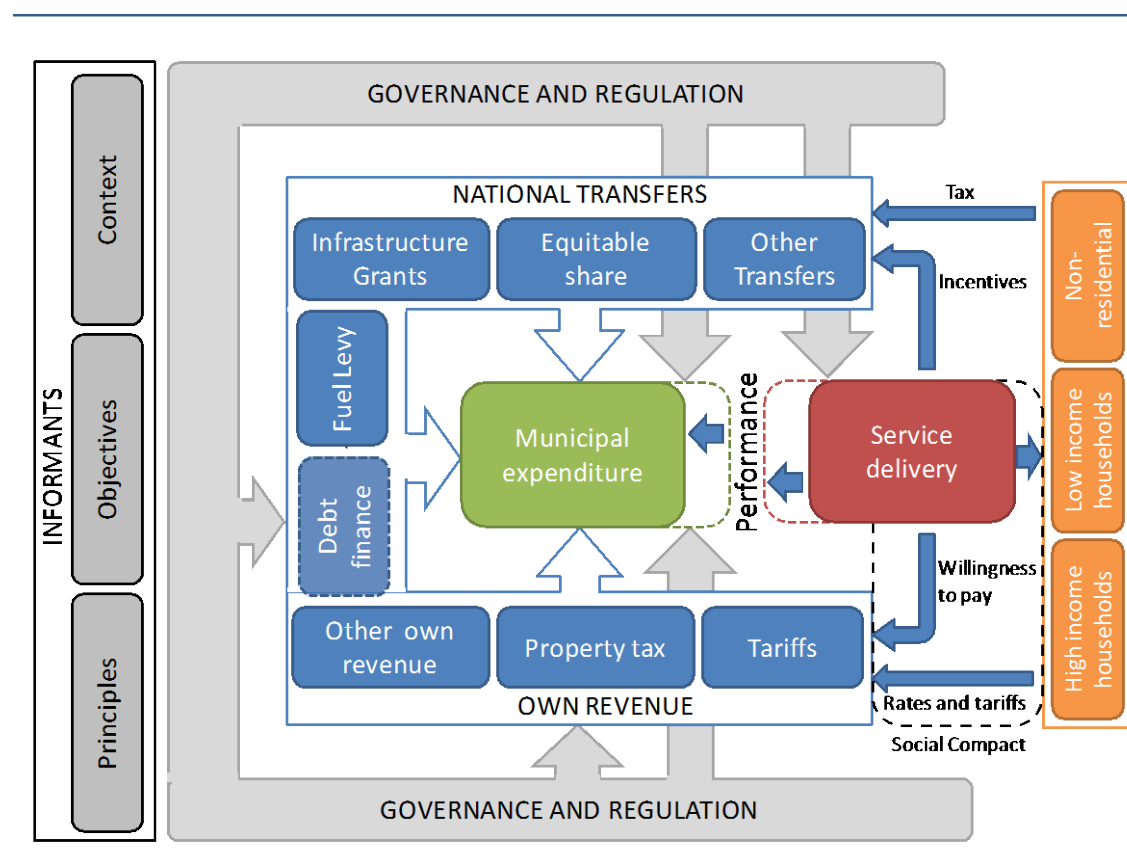 GOVERNANCE AND REGULATION
INFORMANTS
Context
Objectives
Principles
NATIONAL TRANSFERS
Infrastructure
Grants
Equitable
share
Other
Transfers
Tax
Incentives
Non-
residential
Low income
households
High income
households
Fuel Levy
Debt
finance
Municipal
expenditure
Performance
Service
delivery
Willingness
to pay
Other own
revenue
Property tax
Tariffs
OWN REVENUE
Rates and tariffs
Social Compact
GOVERNANCE AND REGULATION